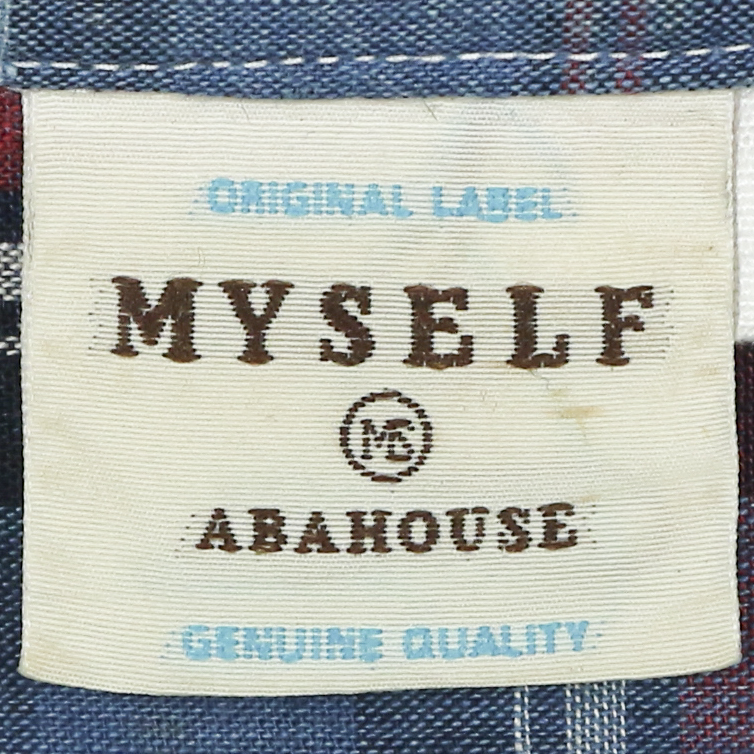 ORIGINAL LABEL
MYSELF
MS
ABAHOUSE
GENUINE QUALITY